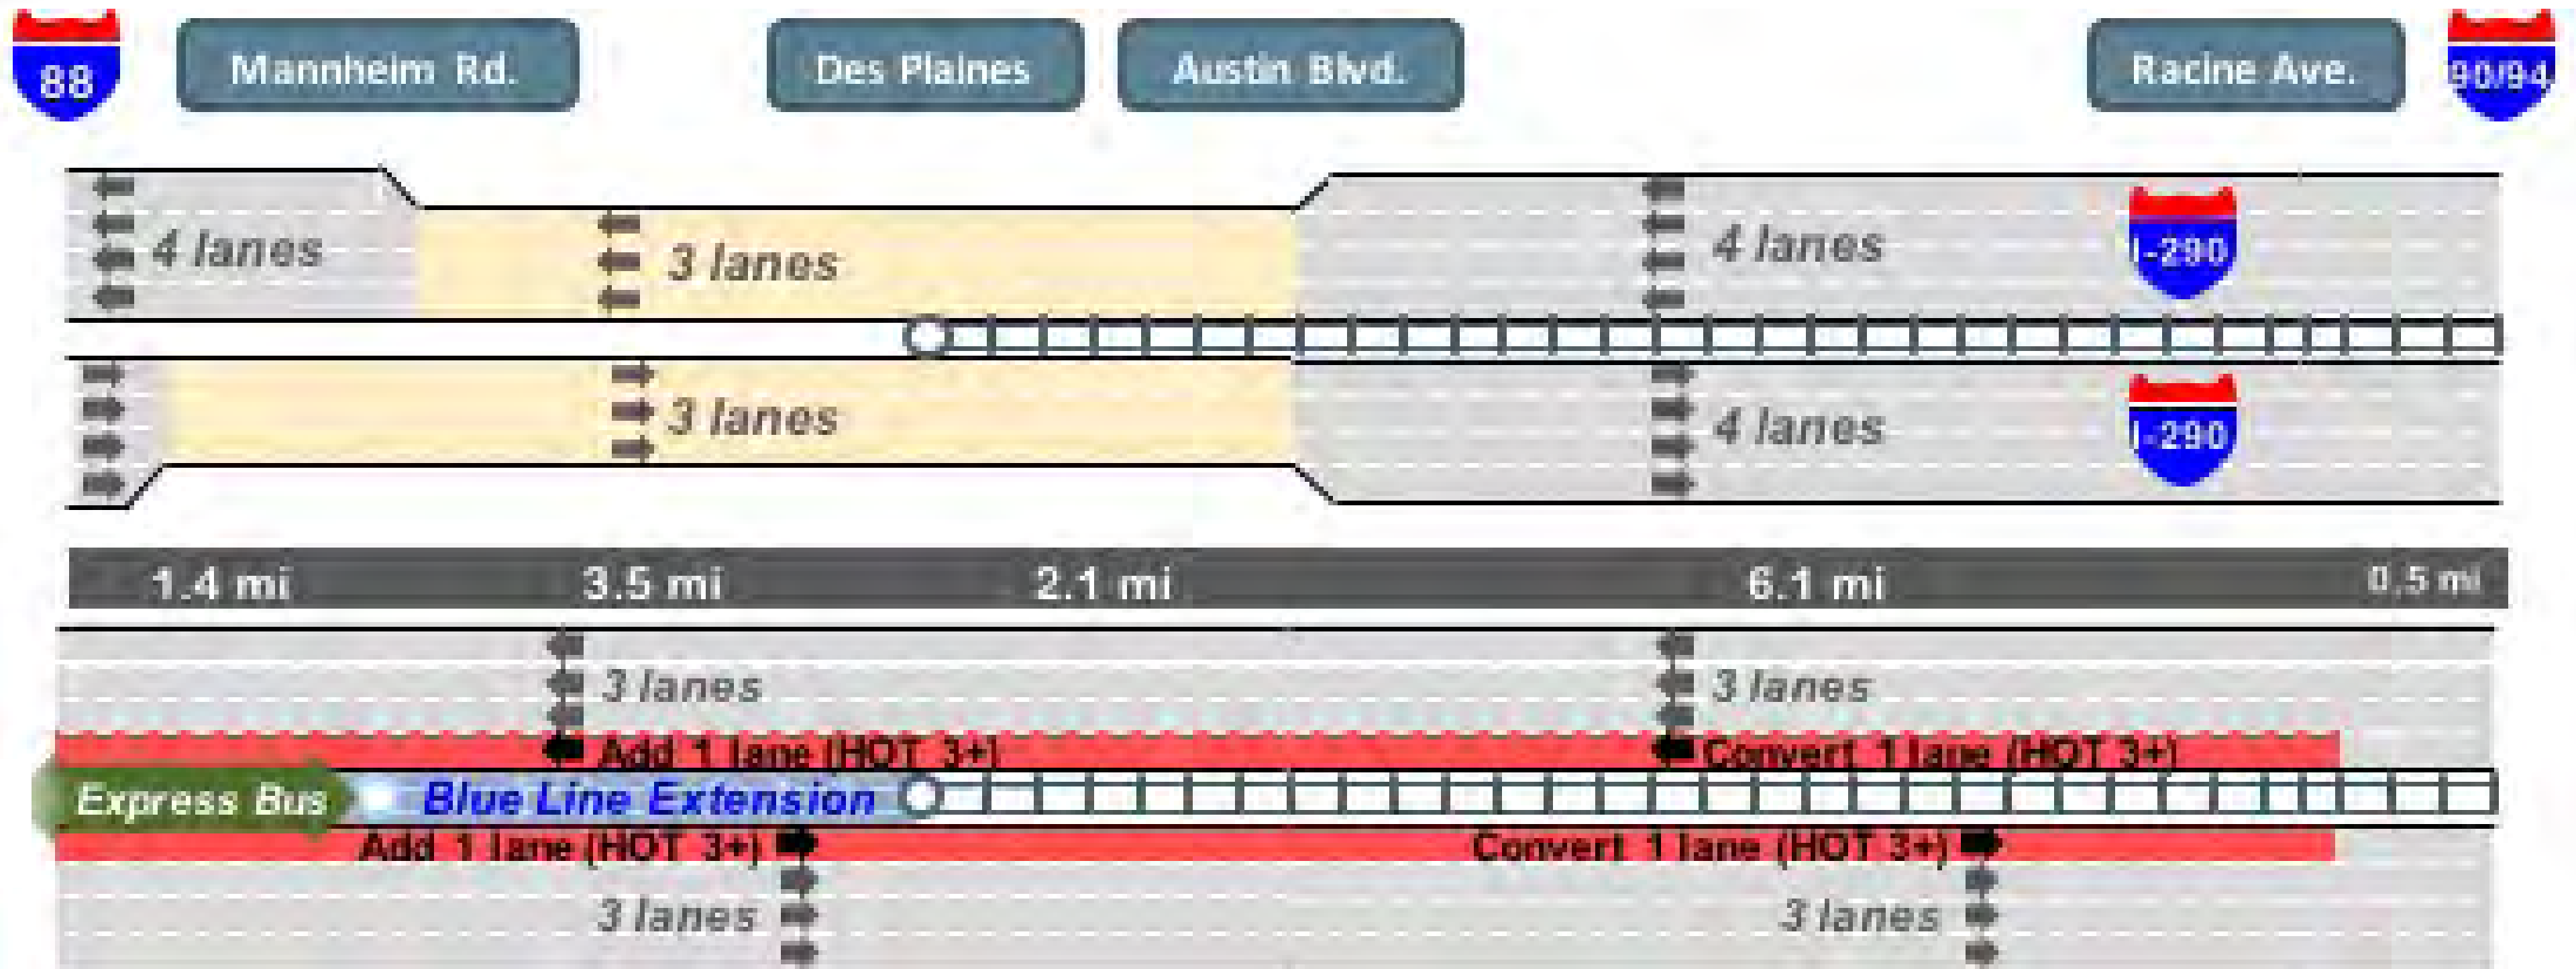 88
Mannheim Rd.
Des Plaines
Austin Blvd.
Racine Ave.
90/94
4 lanes
3 lanes
4 lanes
I-290
3 lanes
4 lanes
I-290
1.4 mi
3.5 mi
2.1 mi
6.1 mi
0.5 mi
3 lanes
3 lanes
Add 1 lane (HOT 3+)
Convert 1 lane (HOT 3+)
Express Bus
Blue Line Extension
Add 1 lane (HOT 3+)
Convert 1 lane (HOT 3+)
3 lanes
3 lanes